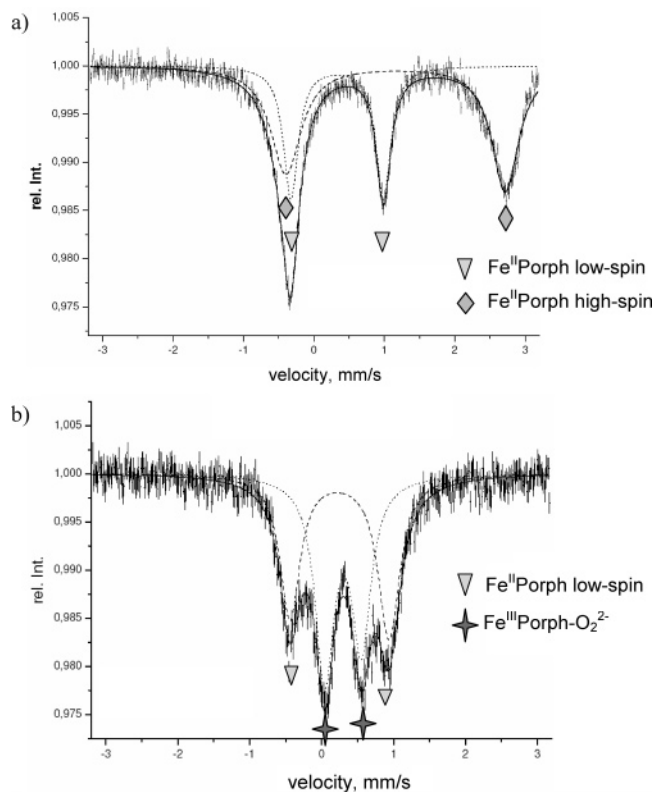 a)
1,005
1,000
0,995
0,990
0,985
0,980
0,975
rel. Int.
Fe^IIPorph low-spin
Fe^IIPorph high-spin
-3 -2 -1 0 1 2 3
velocity, mm/s
b)
1,005
1,000
0,995
0,990
0,985
0,980
0,975
rel. Int.
Fe^IIPorph low-spin
Fe^IIIPorph-O₂²⁻
-3 -2 -1 0 1 2 3
velocity, mm/s